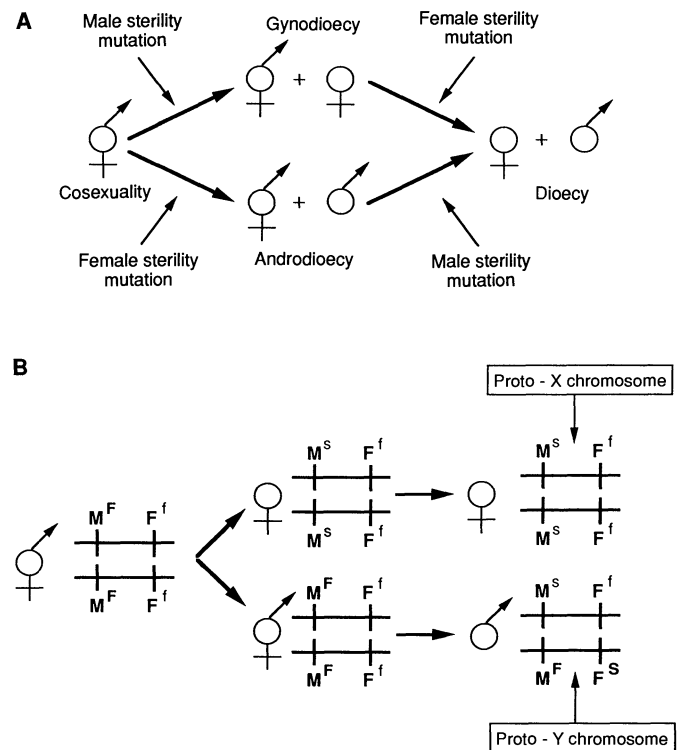 A
Male sterility
mutation
Gynodioecy
Female sterility
mutation
+
Cosexuality
+
Dioecy
+
Female sterility
mutation
Androdioecy
Male sterility
mutation
B
Proto - X chromosome
M^s F^f
M^s F^f
M^s F^f
M^s F^f
M^F F^f
M^F F^f
M^F F^f
M^F F^f
M^s F^f
M^F F^S
Proto - Y chromosome